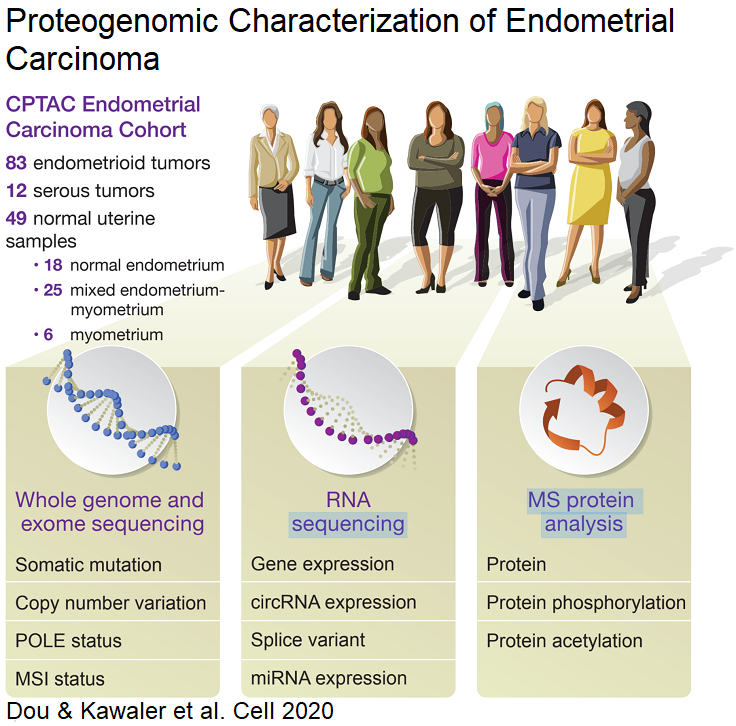 Proteogenomic Characterization of Endometrial
Carcinoma
CPTAC Endometrial
Carcinoma Cohort
83 endometrioid tumors
12 serous tumors
49 normal uterine
samples
• 18 normal endometrium
• 25 mixed endometrium-
myometrium
• 6 myometrium
Whole genome and
exome sequencing
Somatic mutation
Copy number variation
POLE status
MSI status
RNA
sequencing
Gene expression
circRNA expression
Splice variant
miRNA expression
MS protein
analysis
Protein
Protein phosphorylation
Protein acetylation
Dou & Kawaler et al. Cell 2020